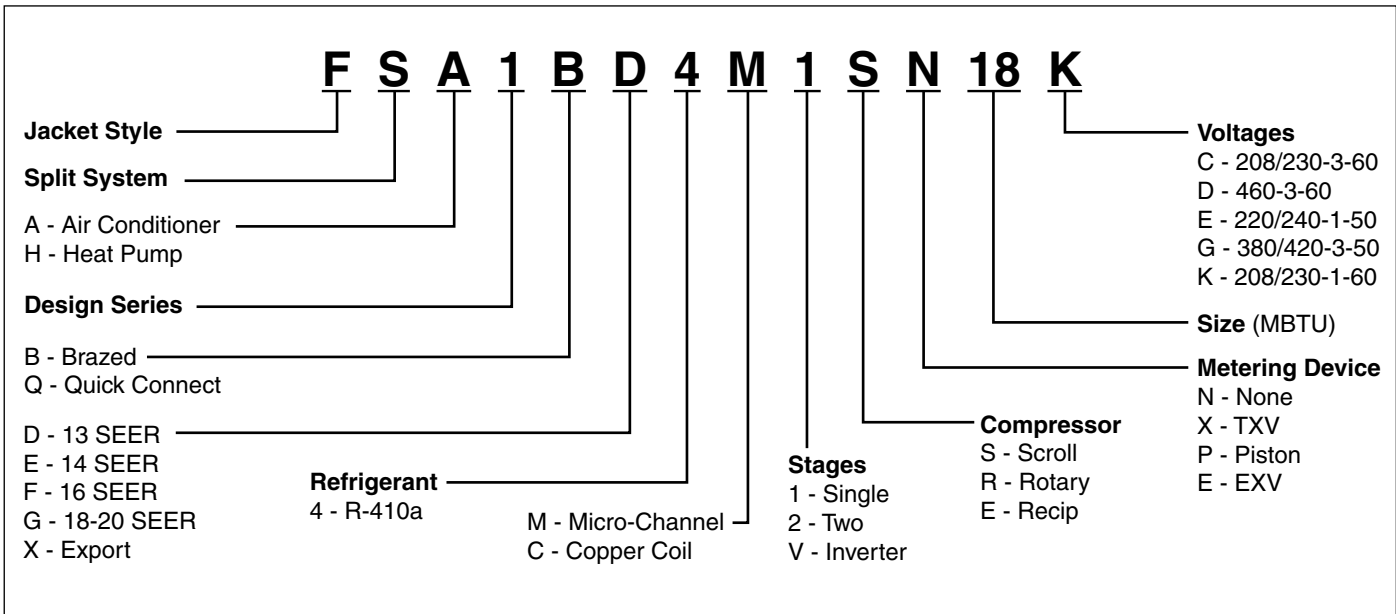 F S A 1 B D 4 M 1 S N 18 K
Jacket Style
Split System
A - Air Conditioner
H - Heat Pump
Design Series
B - Brazed
Q - Quick Connect
D - 13 SEER
E - 14 SEER
F - 16 SEER
G - 18-20 SEER
X - Export
Refrigerant
4 - R-410a
M - Micro-Channel
C - Copper Coil
Stages
1 - Single
2 - Two
V - Inverter
Compressor
S - Scroll
R - Rotary
E - Recip
Voltages
C - 208/230-3-60
D - 460-3-60
E - 220/240-1-50
G - 380/420-3-50
K - 208/230-1-60
Size (MBTU)
Metering Device
N - None
X - TXV
P - Piston
E - EXV